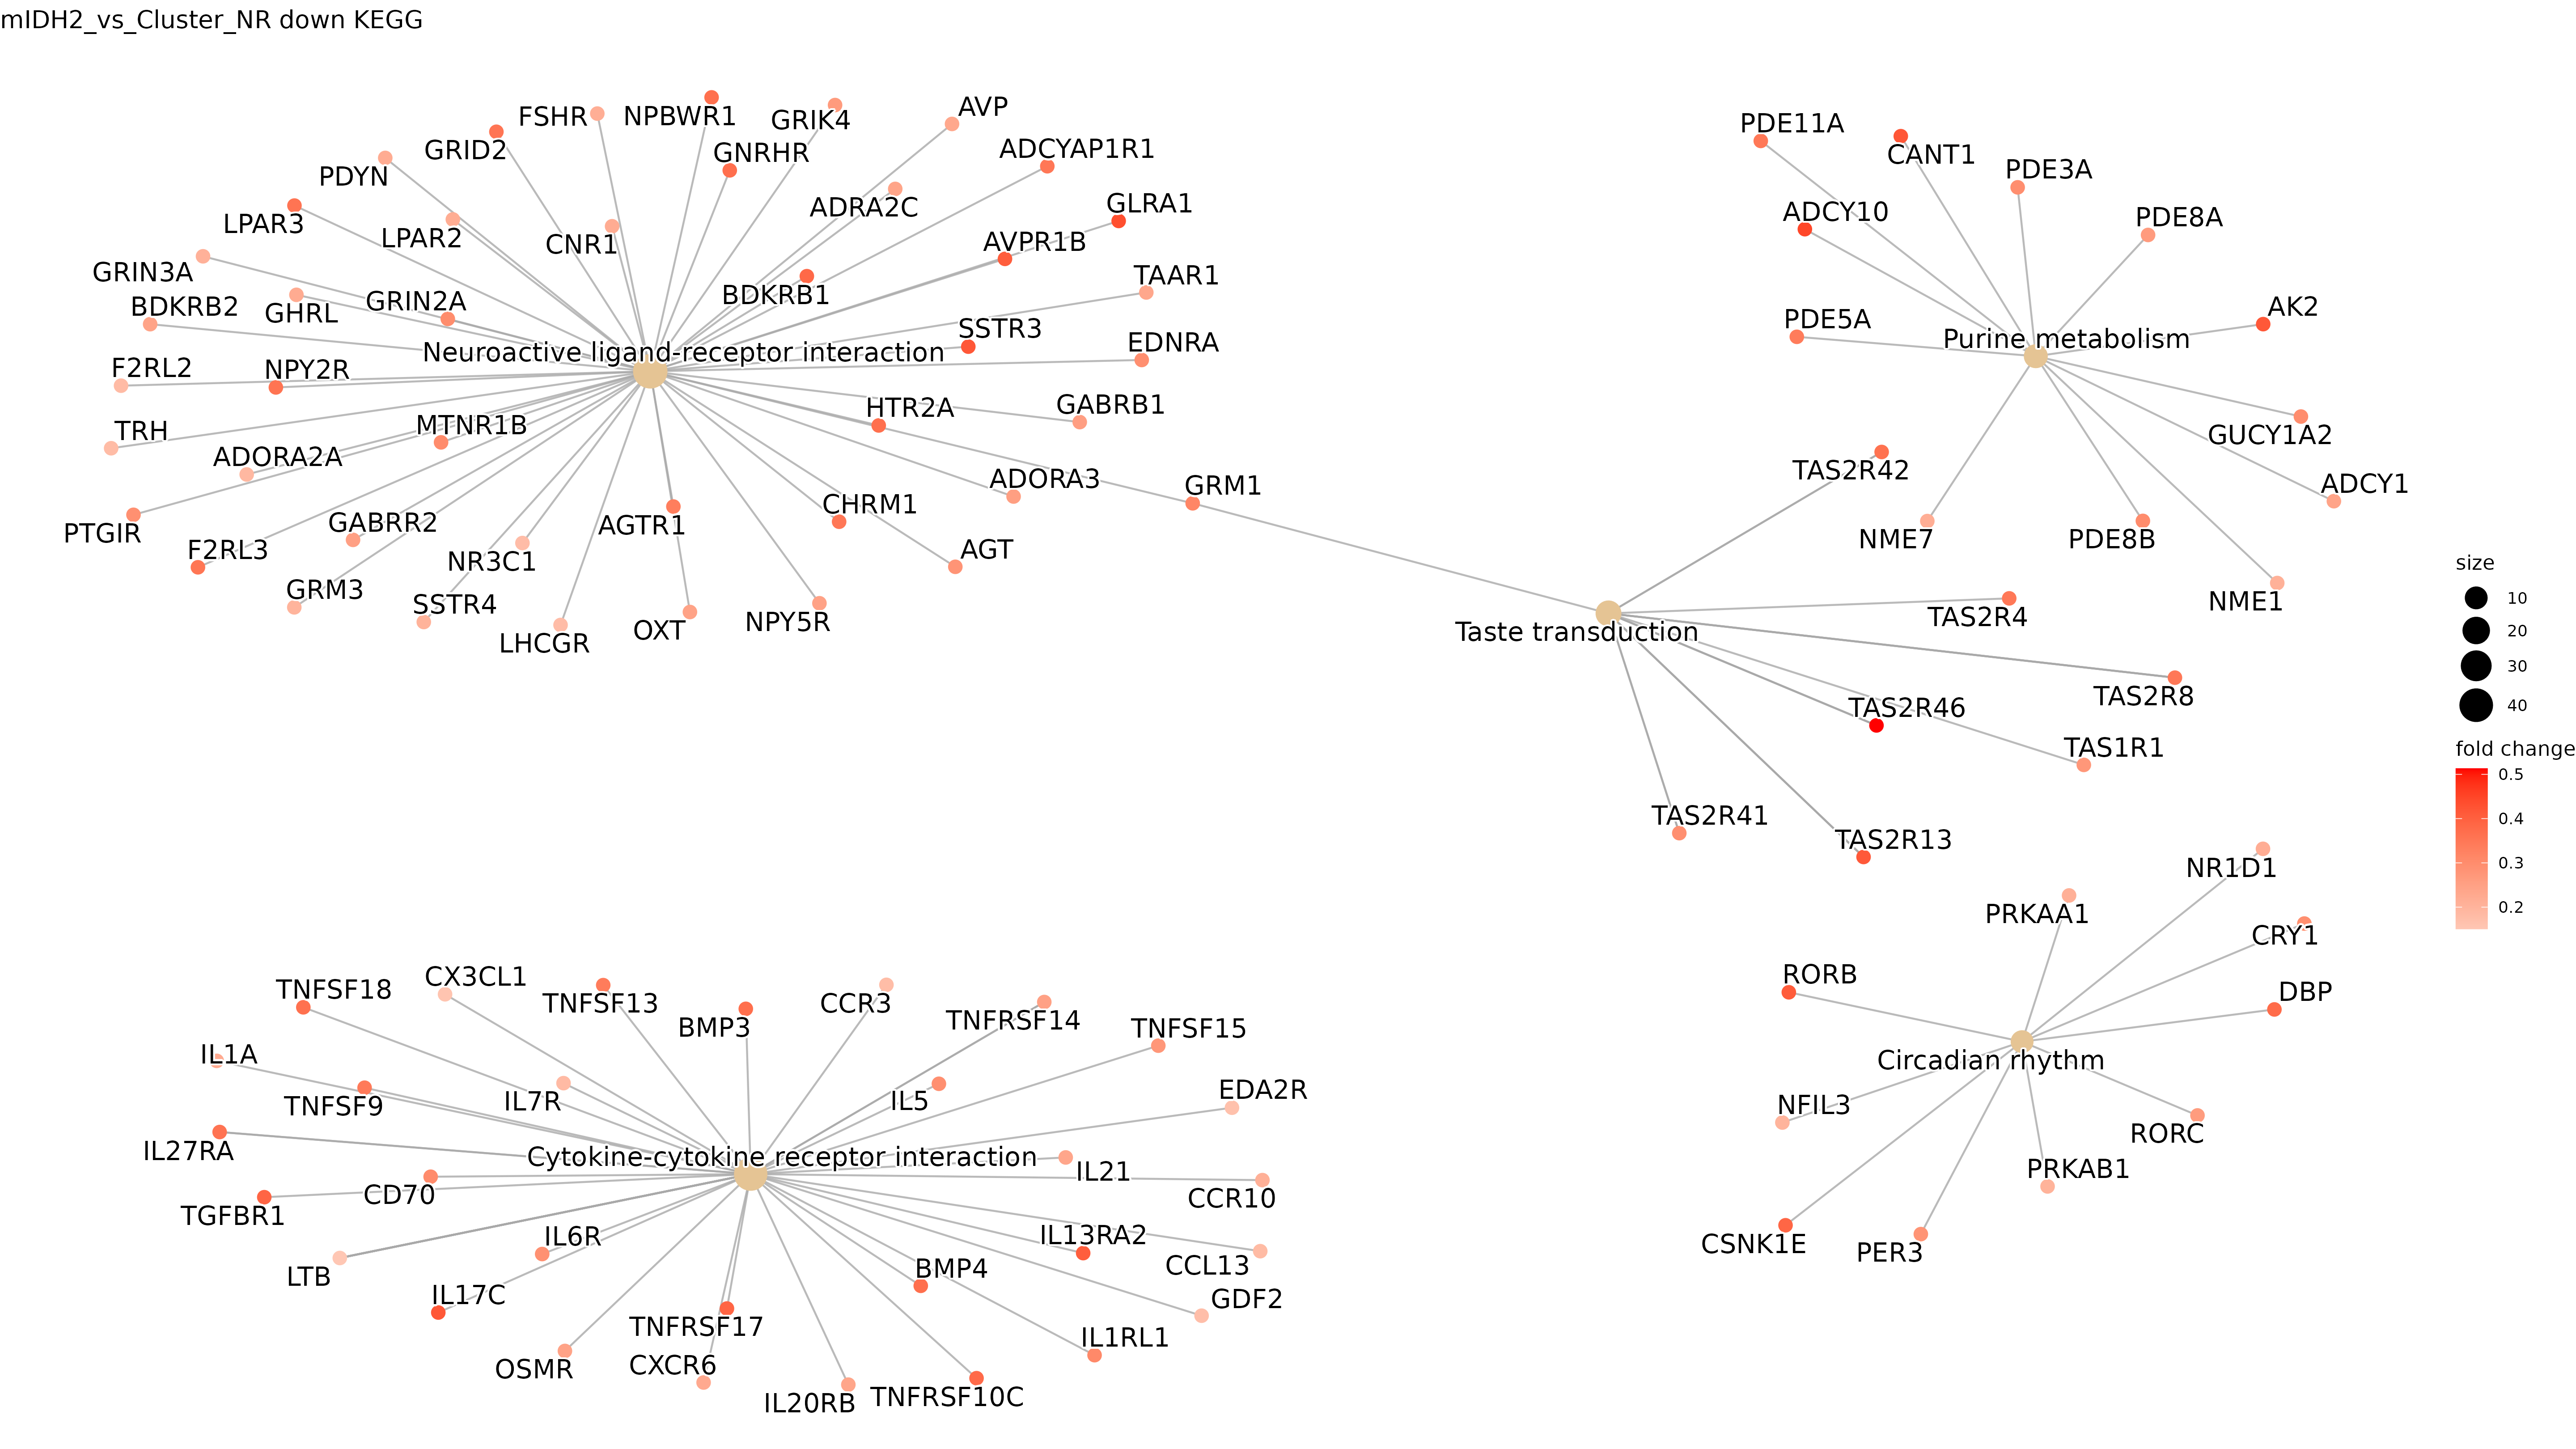 mIDH2_vs_Cluster_NR down KEGG
FSHR
NPBWR1
GRIK4
AVP
GRID2
GNRHR
ADCYAP1R1
PDYN
ADRA2C
GLRA1
LPAR3
LPAR2
CNR1
AVPR1B
GRIN3A
TAAR1
BDKRB2
GHRL
GRIN2A
BDKRB1
SSTR3
EDNRA
Neuroactive ligand-receptor interaction
F2RL2
NPY2R
HTR2A
GABRB1
TRH
MTNR1B
ADORA2A
ADORA3
GRM1
PTGIR
GABRR2
AGTR1
CHRM1
F2RL3
NR3C1
AGT
GRM3
SSTR4
LHCGR
OXT
NPY5R
PDE11A
CANT1
PDE3A
ADCY10
PDE8A
PDE5A
AK2
Purine metabolism
GUCY1A2
ADCY1
NME7
PDE8B
NME1
TAS2R42
TAS2R4
Taste transduction
TAS2R8
TAS2R46
TAS1R1
TAS2R41
TAS2R13
NR1D1
PRKAA1
CRY1
RORB
DBP
Circadian rhythm
NFIL3
RORC
PRKAB1
CSNK1E
PER3
TNFSF18
CX3CL1
TNFSF13
BMP3
CCR3
TNFRSF14
TNFSF15
IL1A
TNFSF9
IL7R
IL5
EDA2R
IL27RA
Cytokine-cytokine receptor interaction
IL21
CD70
CCR10
TGFBR1
IL6R
IL13RA2
CCL13
LTB
BMP4
IL17C
GDF2
TNFRSF17
IL1RL1
OSMR
CXCR6
IL20RB
TNFRSF10C
size
10
20
30
40
fold change
0.5
0.4
0.3
0.2